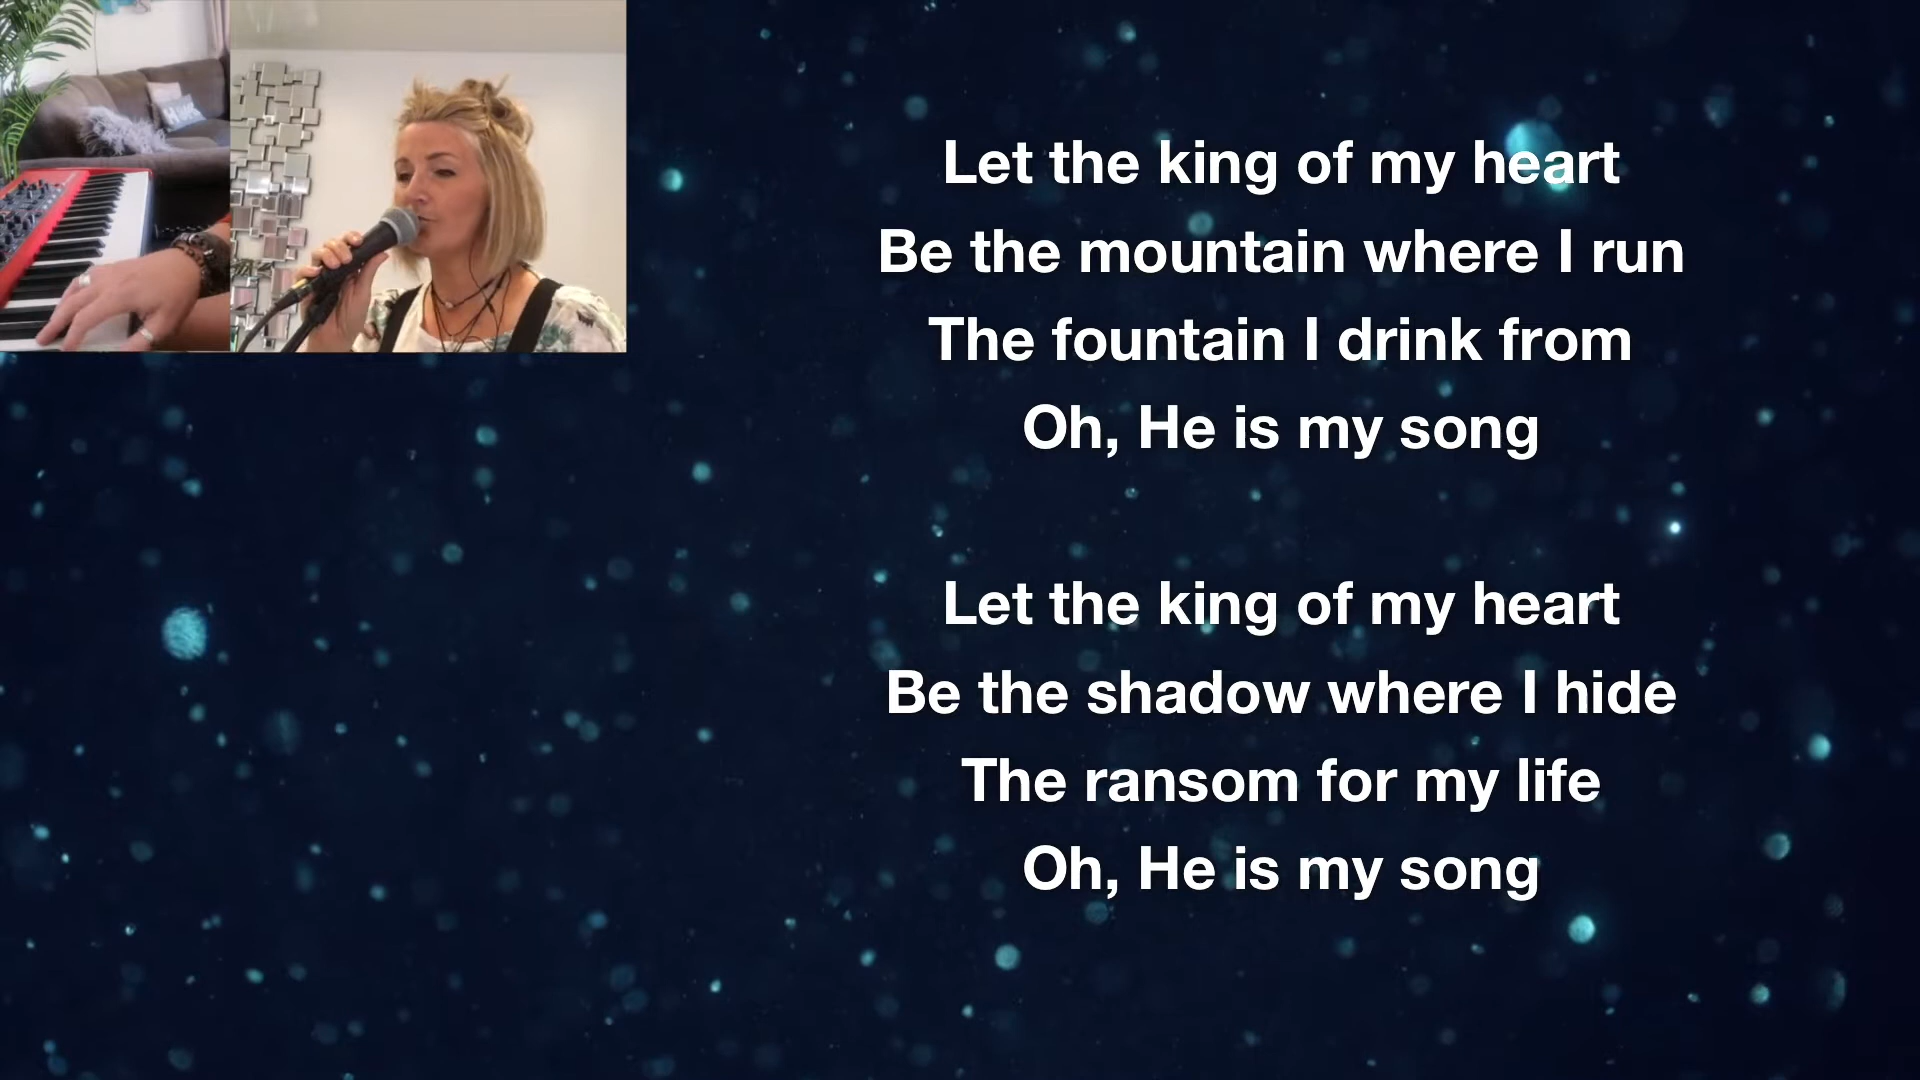 Let the king of my heart
Be the mountain where I run
The fountain I drink from
Oh, He is my song
Let the king of my heart
Be the shadow where I hide
The ransom for my life
Oh, He is my song